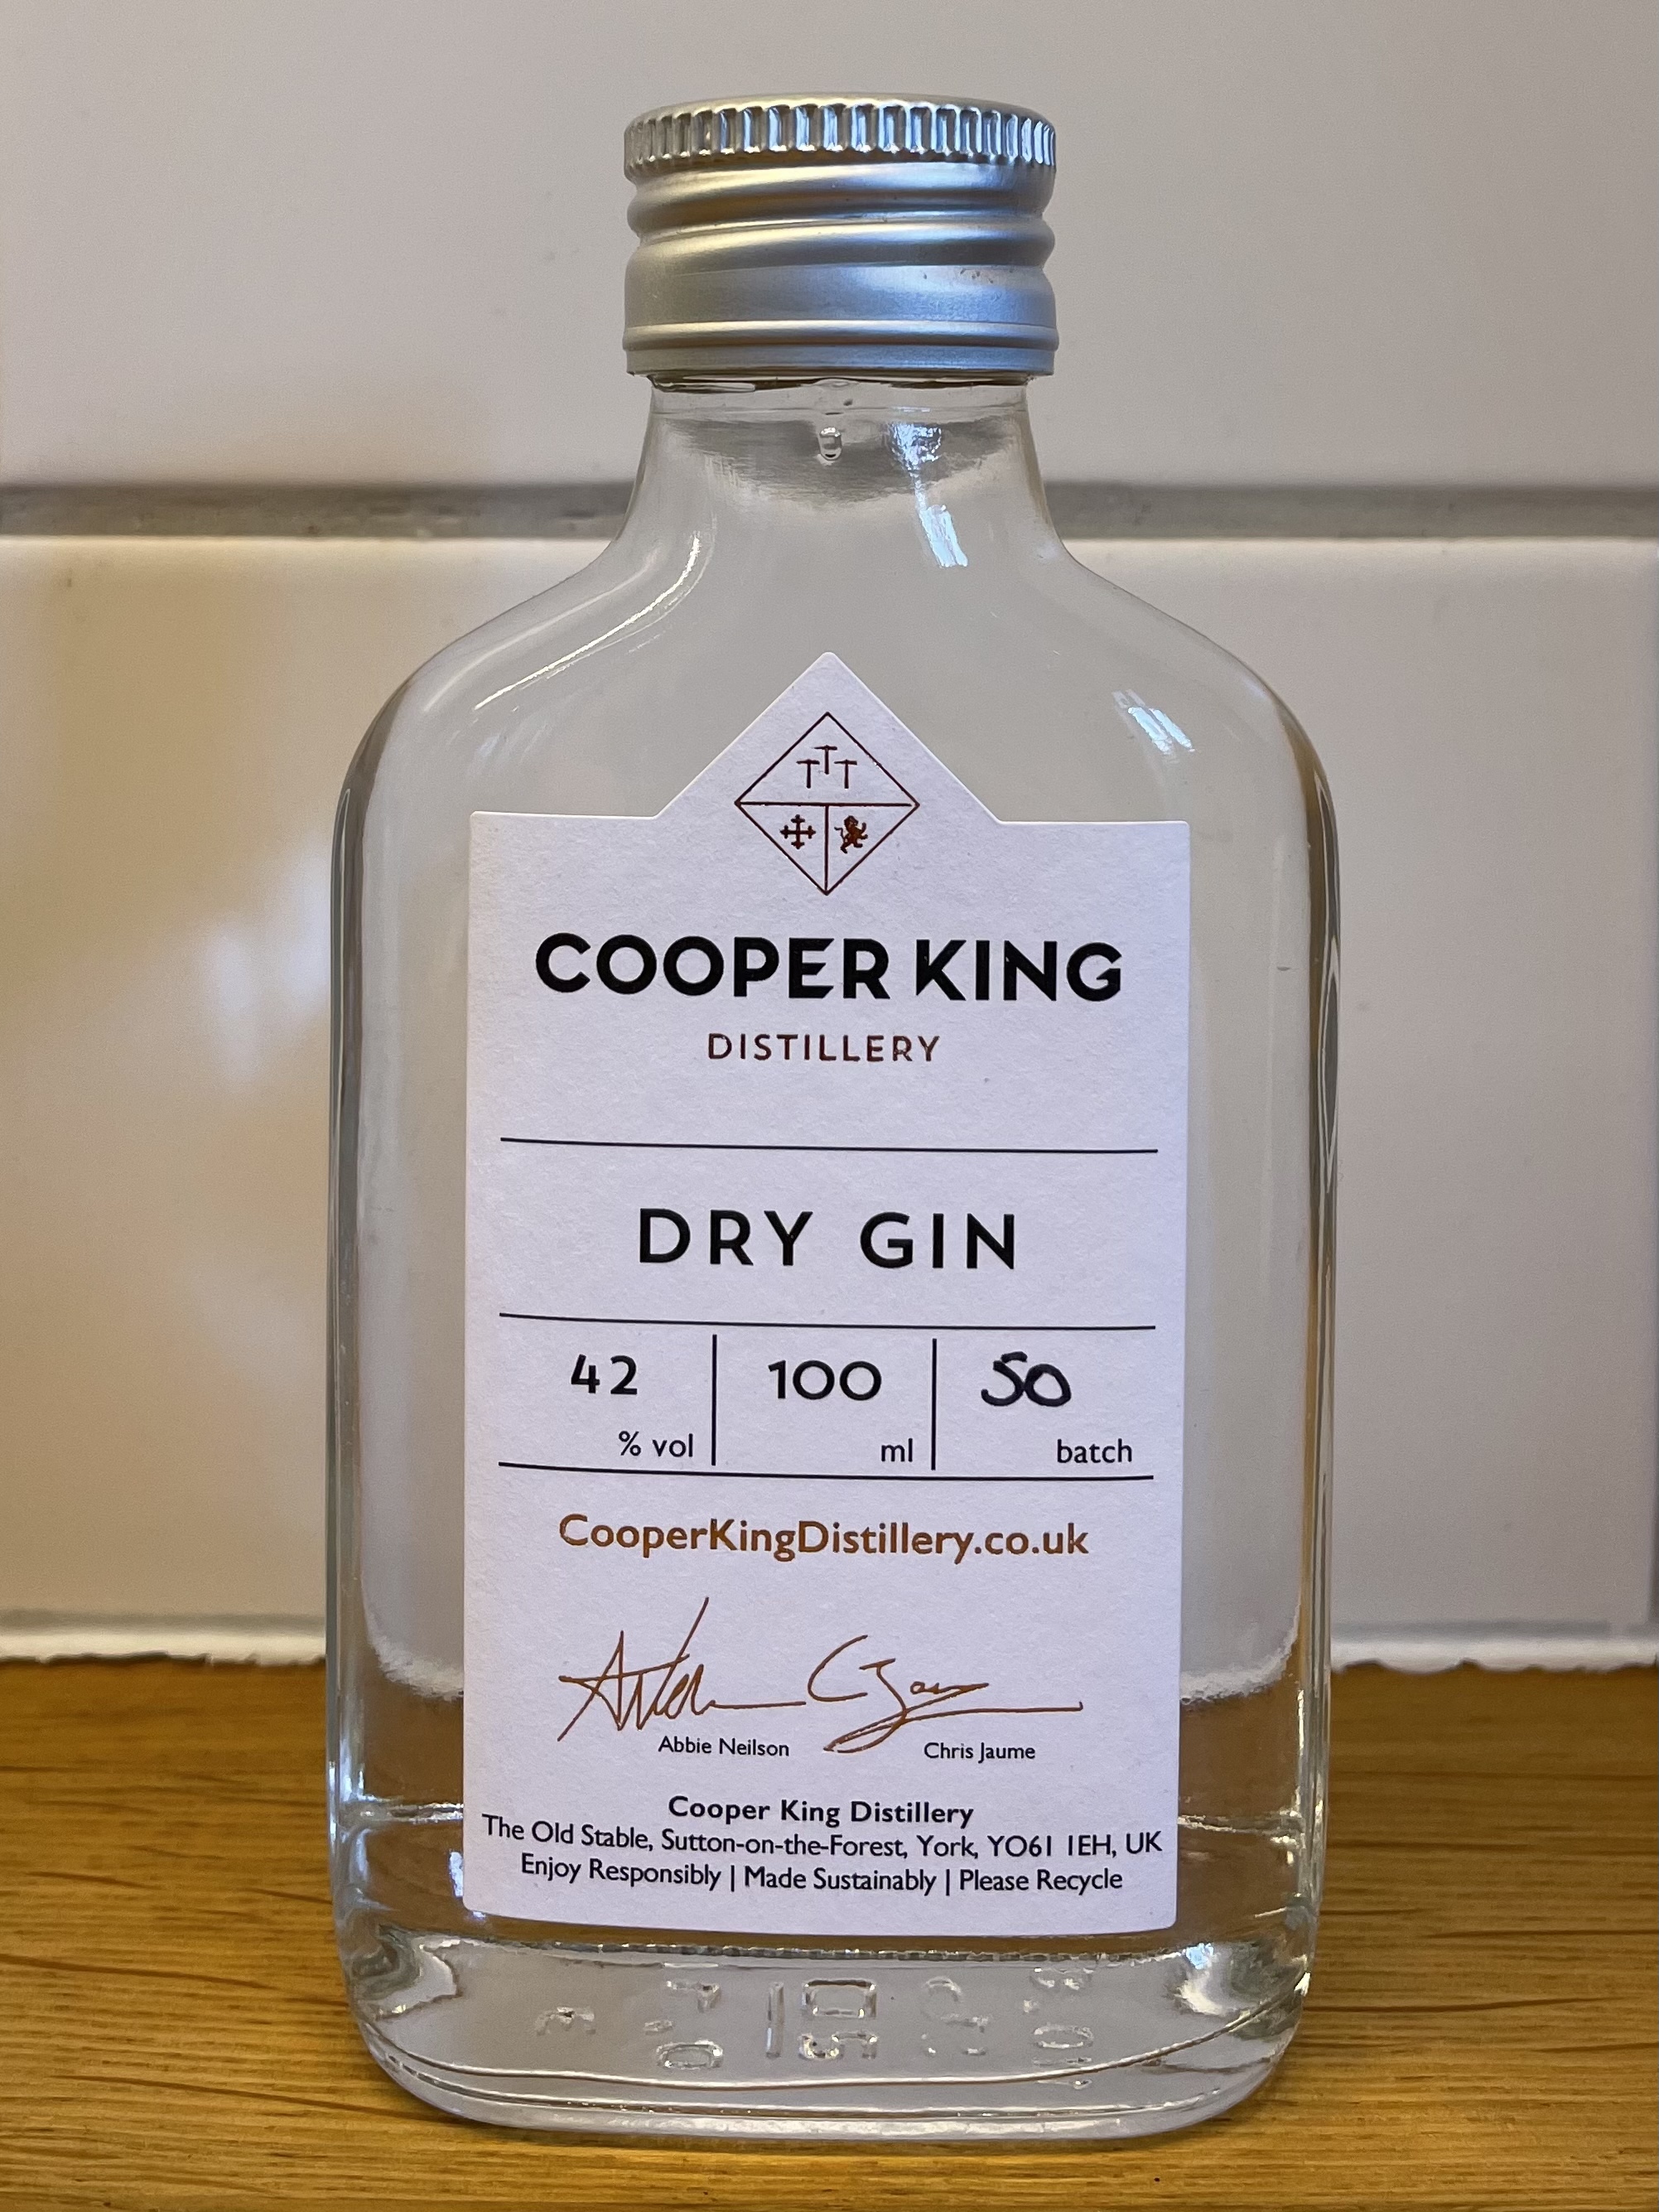 TTT
COOPER KING
DISTILLERY
DRY GIN
42 100 50
% vol ml batch
CooperKingDistillery.co.uk
Abbie Neilson Chris Jaume
Cooper King Distillery
The Old Stable, Sutton-on-the-Forest, York, YO61 1EH, UK
Enjoy Responsibly | Made Sustainably | Please Recycle